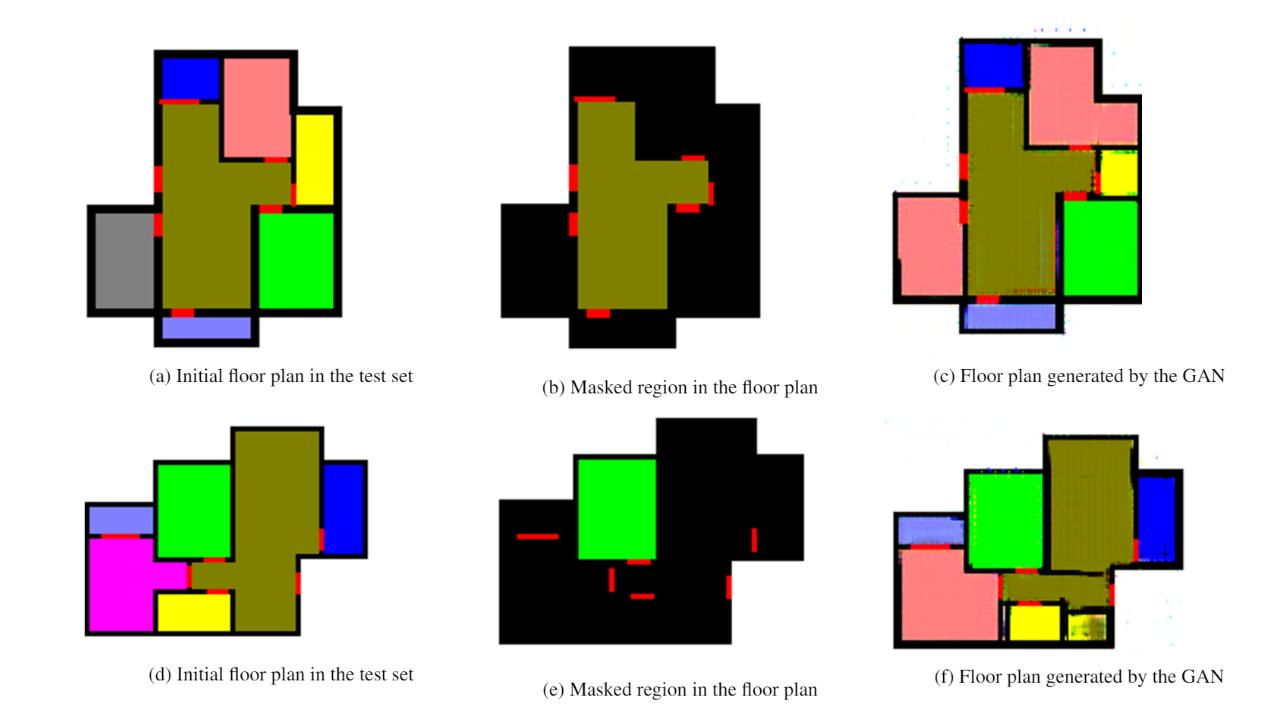 (a) Initial floor plan in the test set
(b) Masked region in the floor plan
(c) Floor plan generated by the GAN
(d) Initial floor plan in the test set
(e) Masked region in the floor plan
(f) Floor plan generated by the GAN